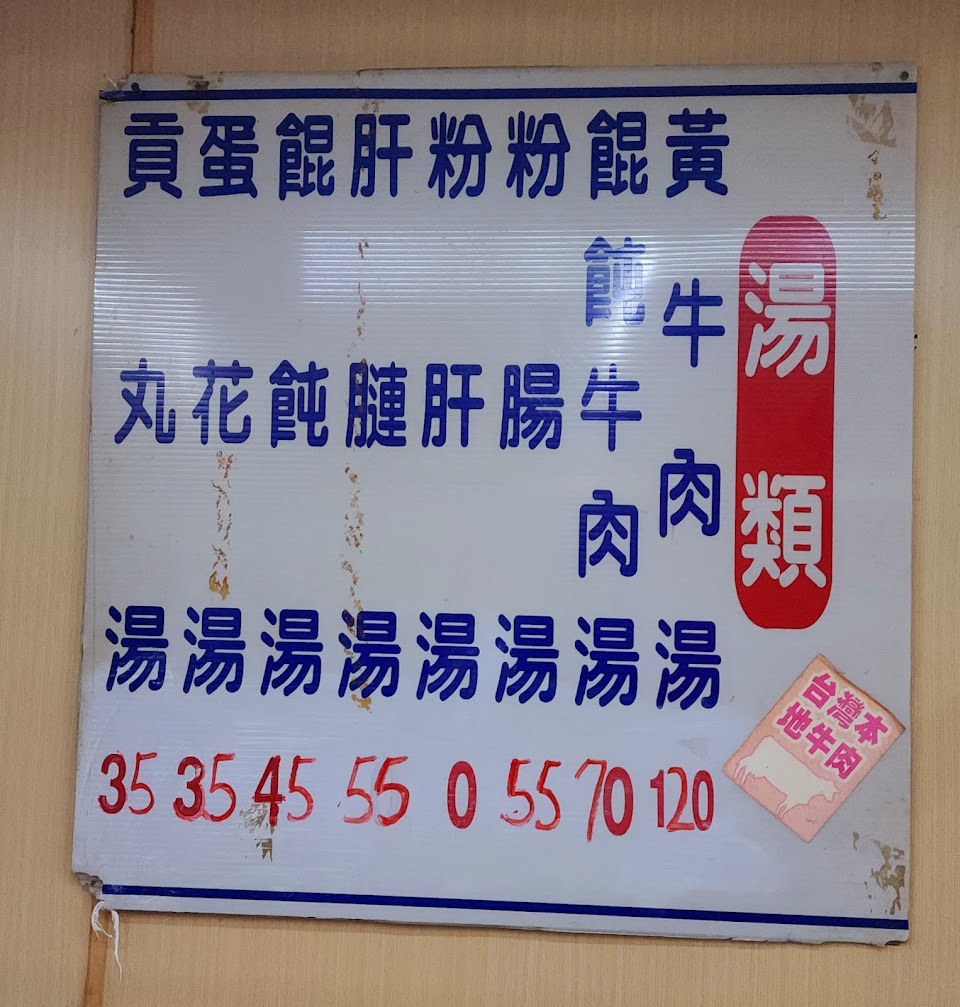 湯類
黃牛肉湯 120
餛飩牛肉湯 70
粉腸湯 55
粉肝湯 0
肝膢湯 55
餛飩湯 45
蛋花湯 35
貢丸湯 35
台灣本
地牛肉